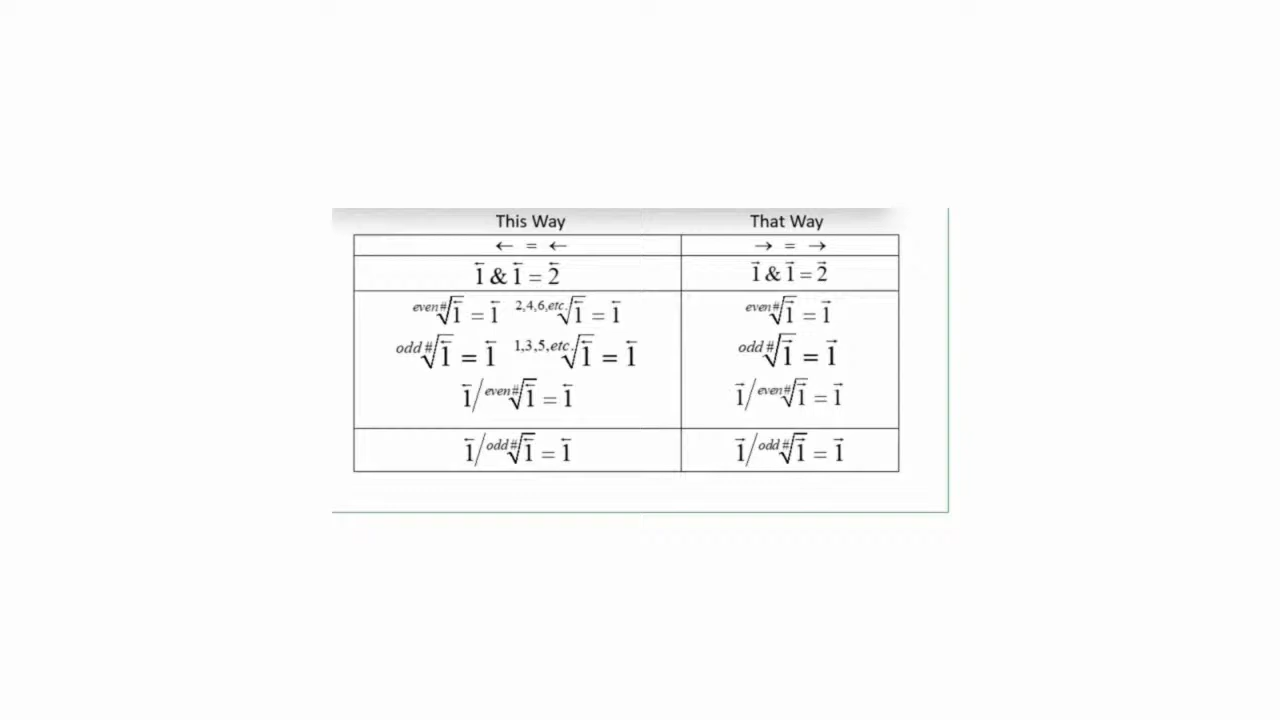 This Way That Way
← = ← → = →
1⃖ & 1⃖ = 2⃖ 1⃗ & 1⃗ = 2⃗
even#√1⃖ = 1⃖ 2,4,6,etc.√1⃖ = 1⃖ even#√1⃗ = 1⃗
odd#√1⃖ = 1⃖ 1,3,5,etc.√1⃖ = 1⃖ odd#√1⃗ = 1⃗
1⃖/even#√1⃖ = 1⃖ 1⃗/even#√1⃗ = 1⃗
1⃖/odd#√1⃖ = 1⃖ 1⃗/odd#√1⃗ = 1⃗